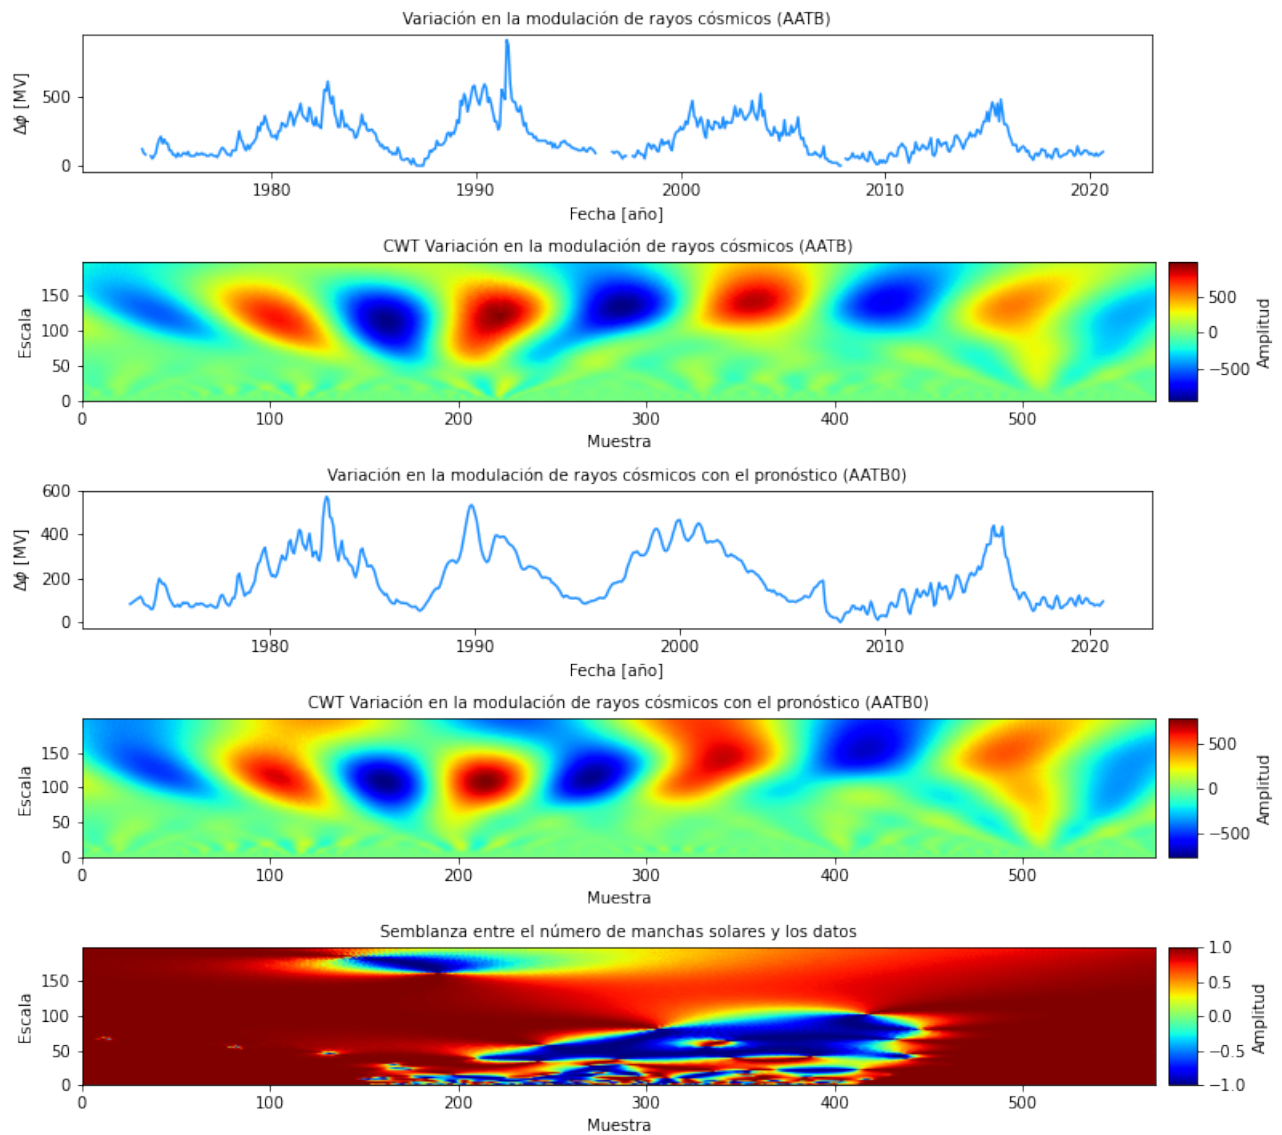 Variación en la modulación de rayos cósmicos (AATB)
Δϕ [MV]
500
0
1980 1990 2000 2010 2020
Fecha [año]
CWT Variación en la modulación de rayos cósmicos (AATB)
Escala
150
100
50
0
0 100 200 300 400 500
Muestra
500
0
−500
Amplitud
Variación en la modulación de rayos cósmicos con el pronóstico (AATB0)
Δϕ [MV]
600
400
200
0
1980 1990 2000 2010 2020
Fecha [año]
CWT Variación en la modulación de rayos cósmicos con el pronóstico (AATB0)
Escala
150
100
50
0
0 100 200 300 400 500
Muestra
500
0
−500
Amplitud
Semblanza entre el número de manchas solares y los datos
Escala
150
100
50
0
0 100 200 300 400 500
Muestra
1.0
0.5
0.0
−0.5
−1.0
Amplitud